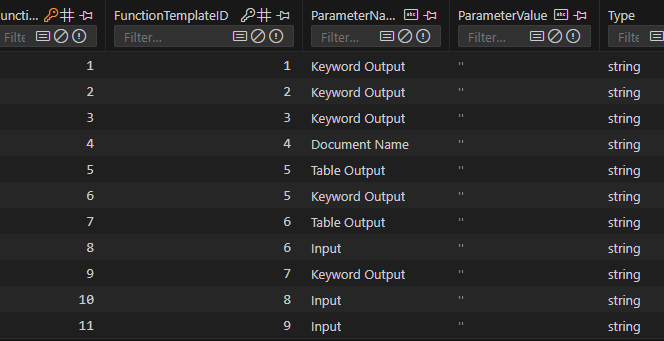 uncti... FunctionTemplateID ParameterNa... ParameterValue Type
Filte Filter... Filter... Filter... Filte
1 1 Keyword Output '' string
2 2 Keyword Output '' string
3 3 Keyword Output '' string
4 4 Document Name '' string
5 5 Table Output '' string
6 5 Keyword Output '' string
7 6 Table Output '' string
8 6 Input '' string
9 7 Keyword Output '' string
10 8 Input '' string
11 9 Input '' string